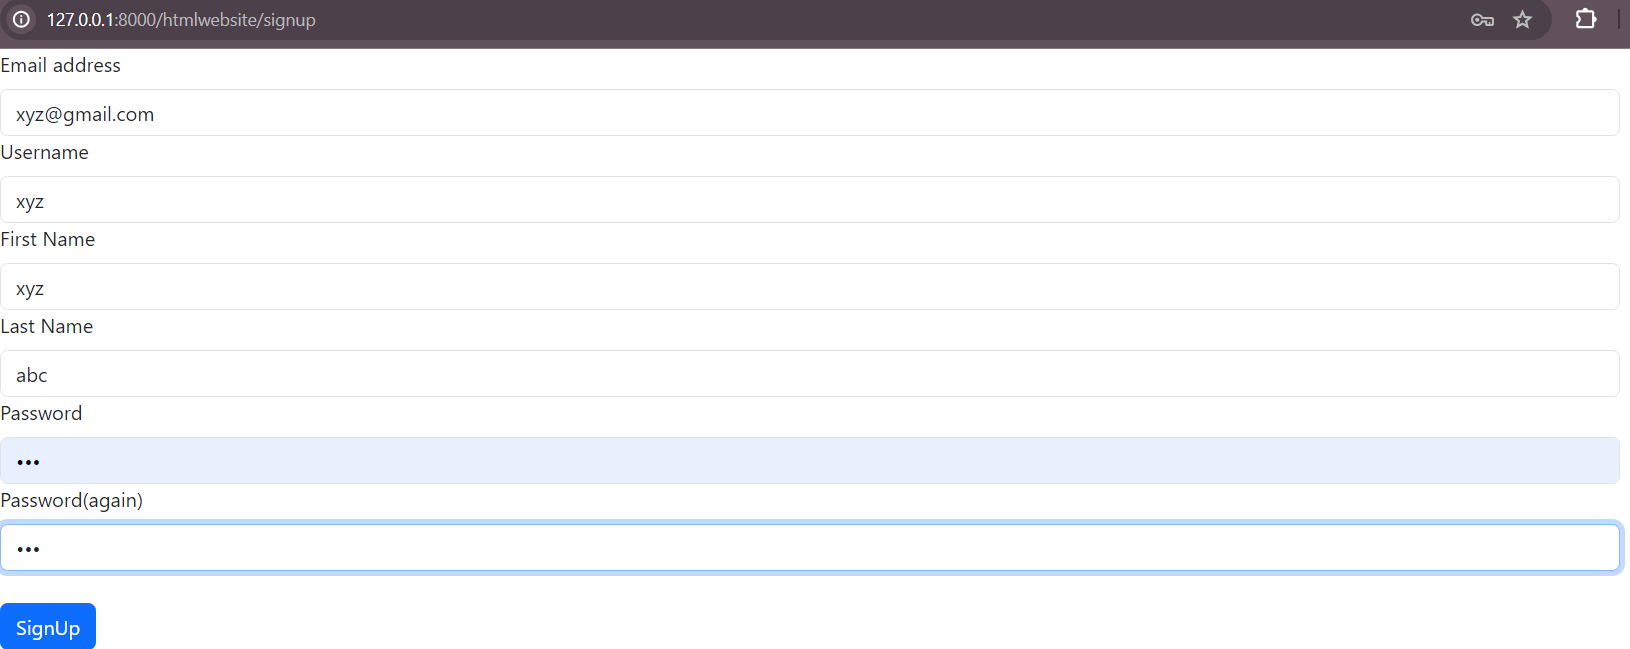 127.0.0.1:8000/htmlwebsite/signup
Email address
xyz@gmail.com
Username
xyz
First Name
xyz
Last Name
abc
Password
•••
Password(again)
•••
SignUp